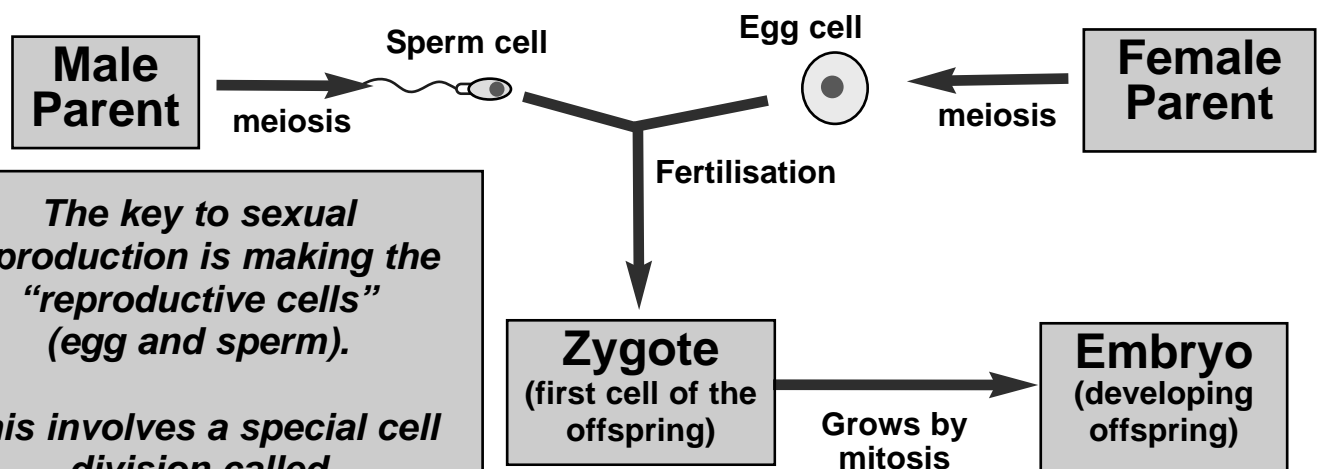 Male
Parent
meiosis
Sperm cell
Egg cell
meiosis
Female
Parent
Fertilisation
The key to sexual
production is making the
“reproductive cells”
(egg and sperm).
his involves a special cell
division called
Zygote
(first cell of the
offspring)
Grows by
mitosis
Embryo
(developing
offspring)